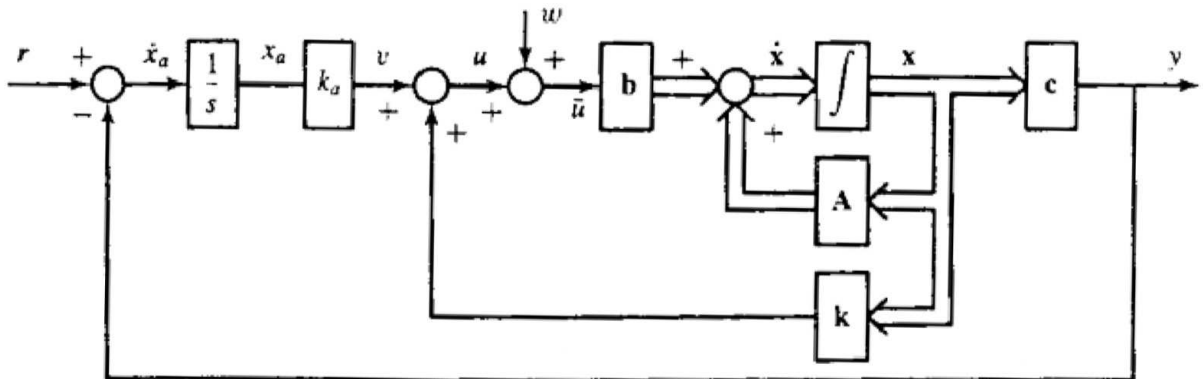 w
r + ẋₐ 1/s xₐ kₐ v u + b + ẋ ∫ x c y
− + + + ū +
A
k